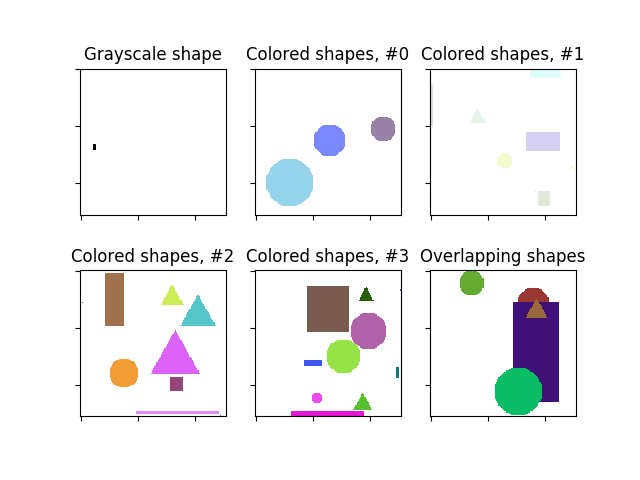 Grayscale shape
Colored shapes, #0
Colored shapes, #1
Colored shapes, #2
Colored shapes, #3
Overlapping shapes